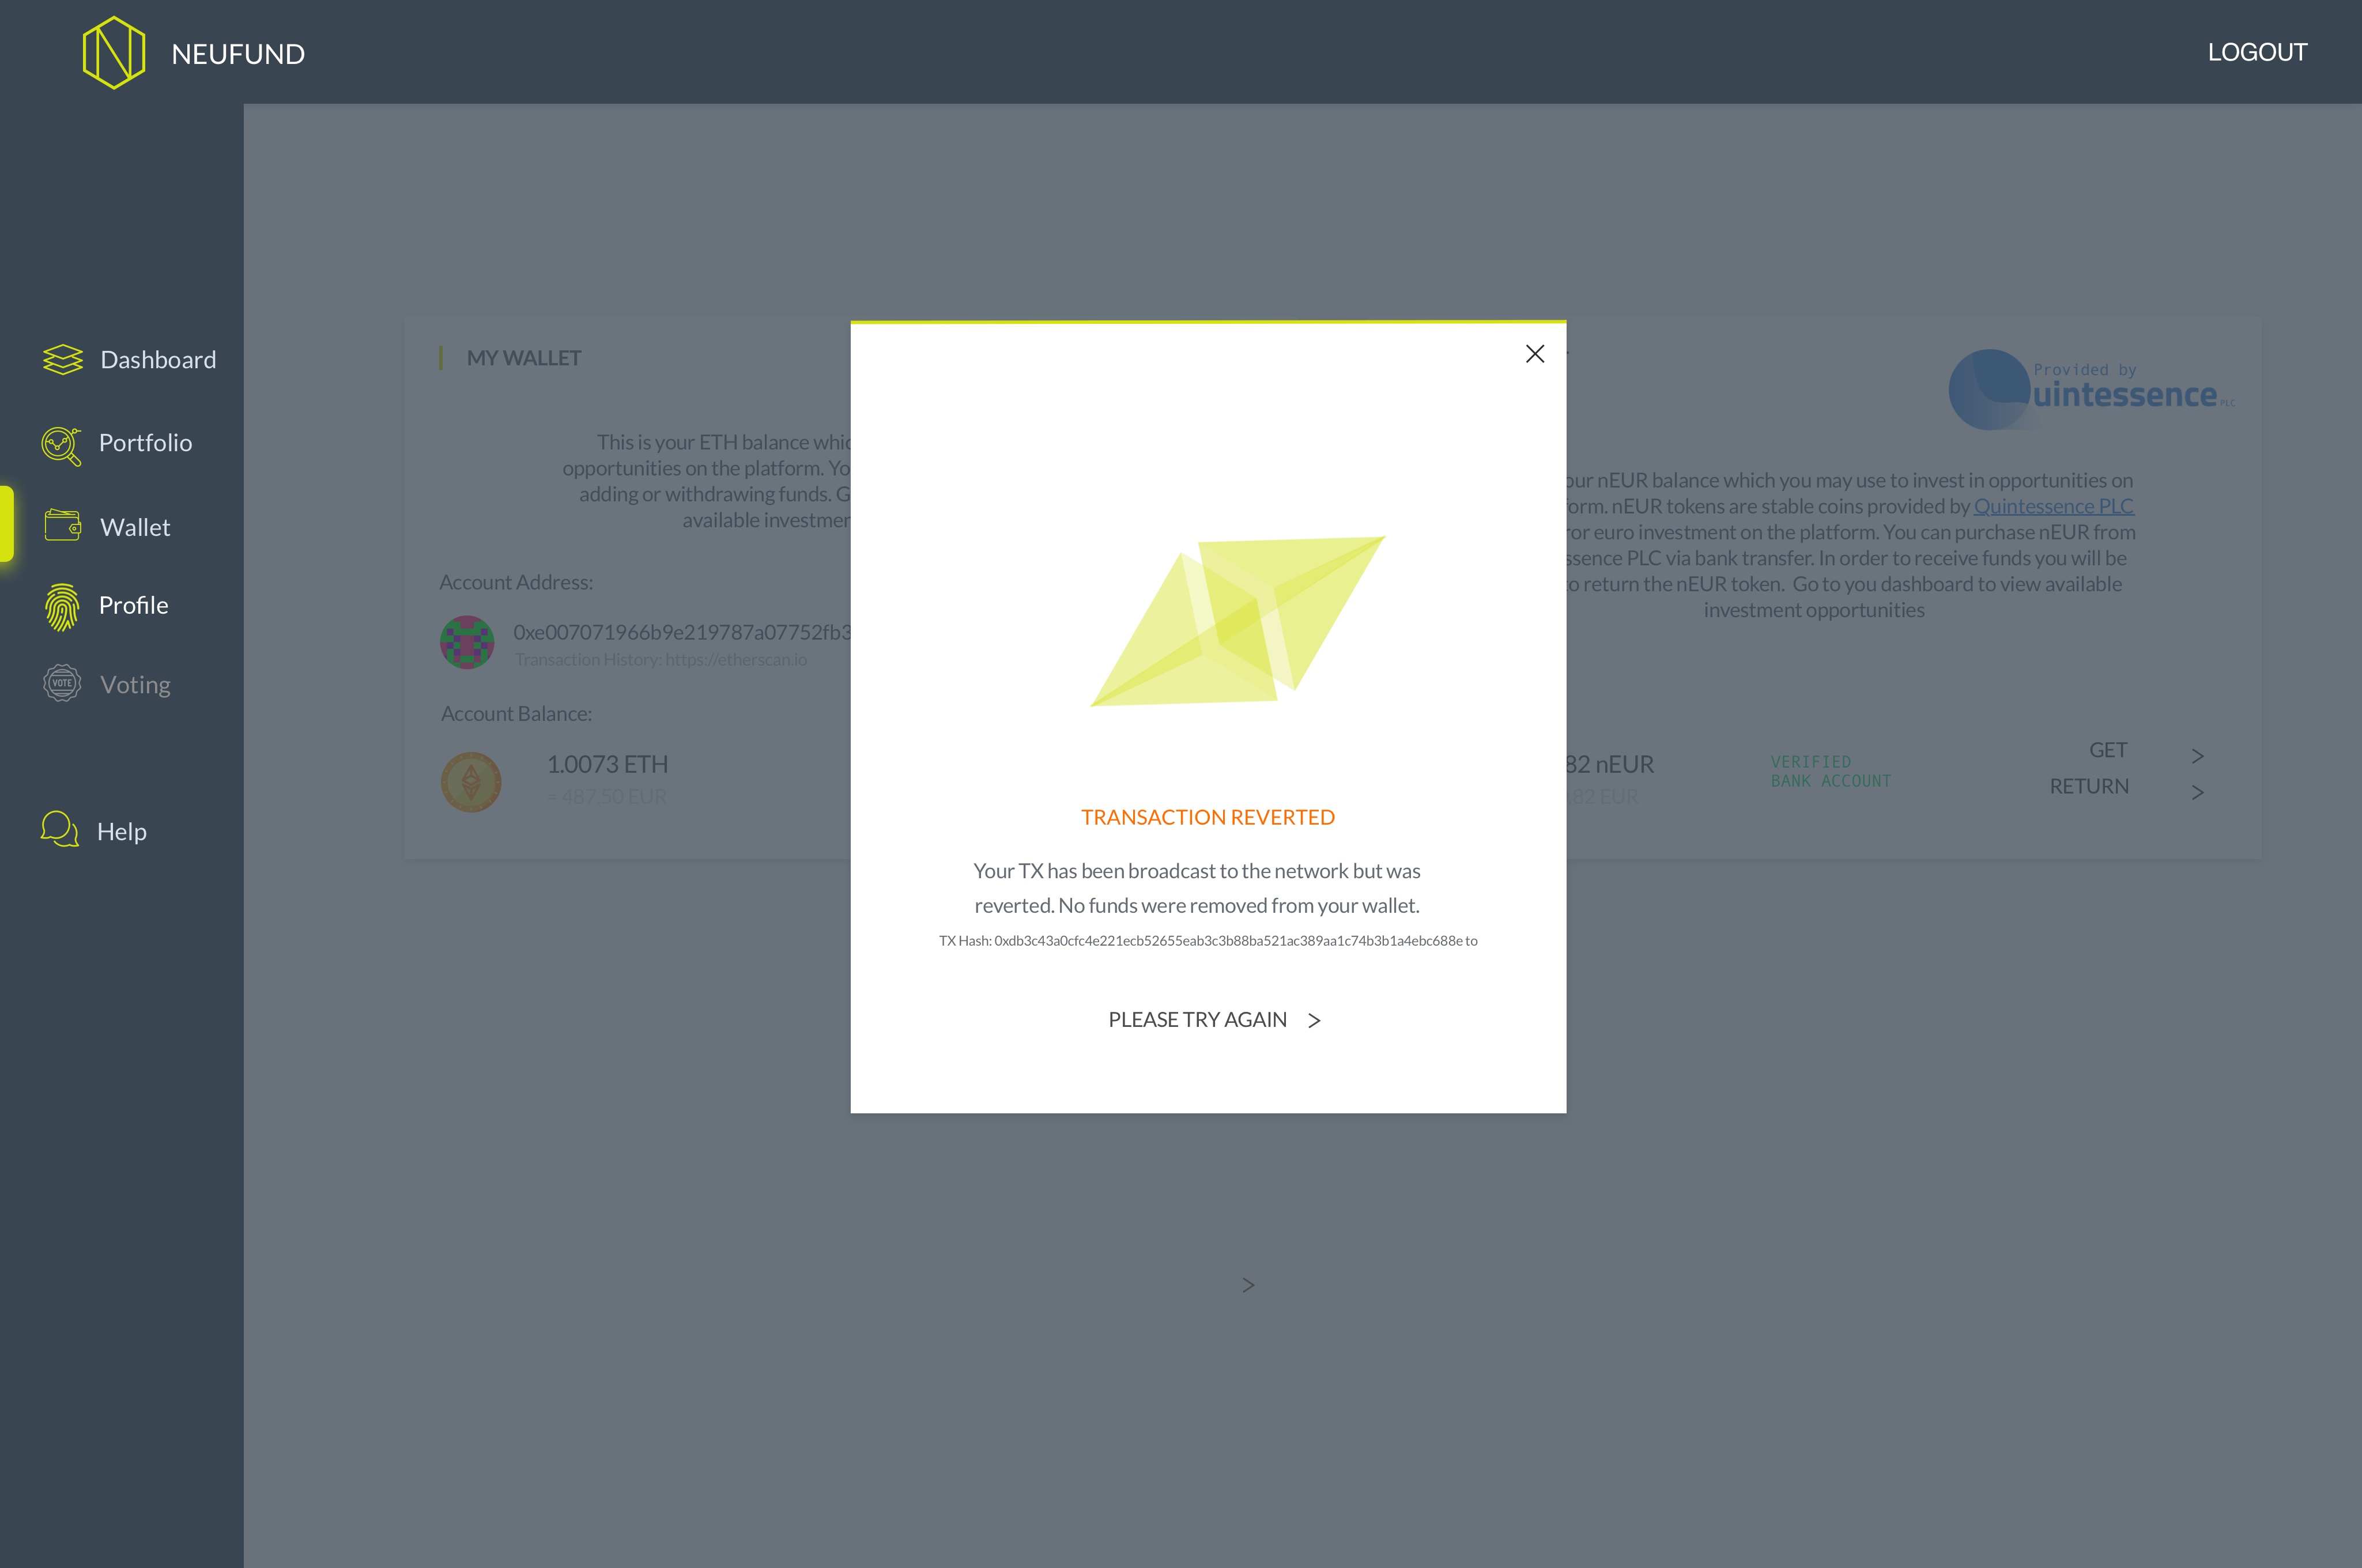 NEUFUND
LOGOUT
Dashboard
Portfolio
Wallet
Profile
VOTE
Voting
Help
MY WALLET
This is your ETH balance whic
opportunities on the platform. Yo
adding or withdrawing funds. G
available investmen
Account Address:
0xe007071966b9e219787a07752fb3
Transaction History: https://etherscan.io
Account Balance:
1.0073 ETH
= 487.50 EUR
TRANSACTION REVERTED
Your TX has been broadcast to the network but was
reverted. No funds were removed from your wallet.
TX Hash: 0xdb3c43a0cfc4e221ecb52655eab3c3b88ba521ac389aa1c74b3b1a4ebc688e to
PLEASE TRY AGAIN >
Provided by
uintessence PLC
our nEUR balance which you may use to invest in opportunities on
orm. nEUR tokens are stable coins provided by Quintessence PLC
or euro investment on the platform. You can purchase nEUR from
ssence PLC via bank transfer. In order to receive funds you will be
o return the nEUR token. Go to you dashboard to view available
investment opportunities
82 nEUR
.82 EUR
VERIFIED
BANK ACCOUNT
GET >
RETURN >
>